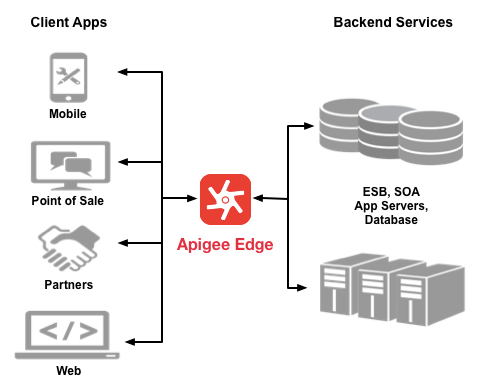 Client Apps
Backend Services
Mobile
Point of Sale
Partners
</>
Web
Apigee Edge
ESB, SOA
App Servers,
Database